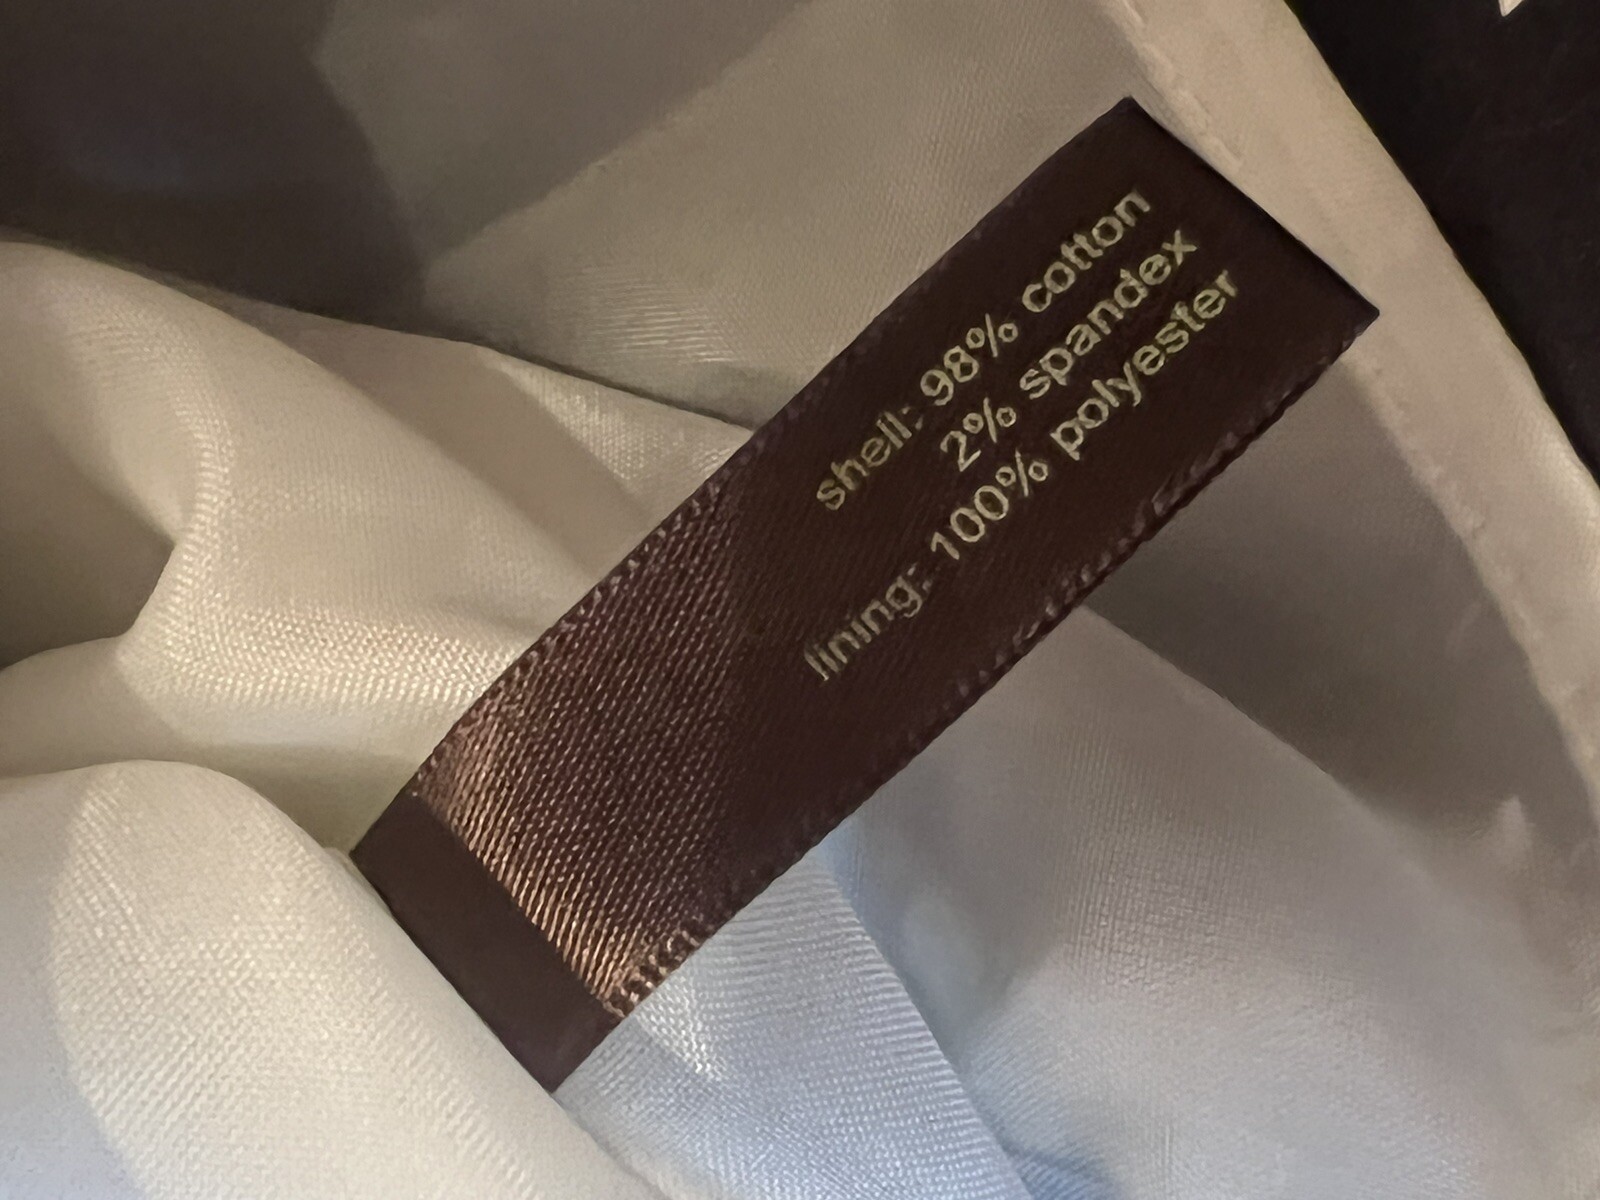 shell: 98% cotton
2% spandex
lining: 100% polyester